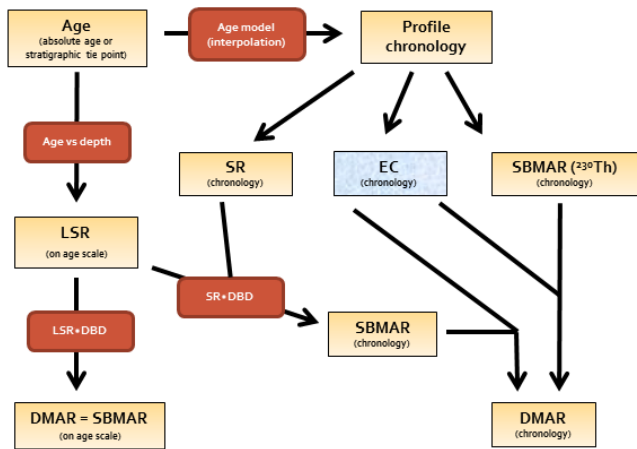 Age
(absolute age or
stratigraphic tie point)
Age model
(interpolation)
Profile
chronology
Age vs depth
SR
(chronology)
EC
(chronology)
SBMAR (²³⁰Th)
(chronology)
LSR
(on age scale)
SR•DBD
LSR•DBD
SBMAR
(chronology)
DMAR = SBMAR
(on age scale)
DMAR
(chronology)